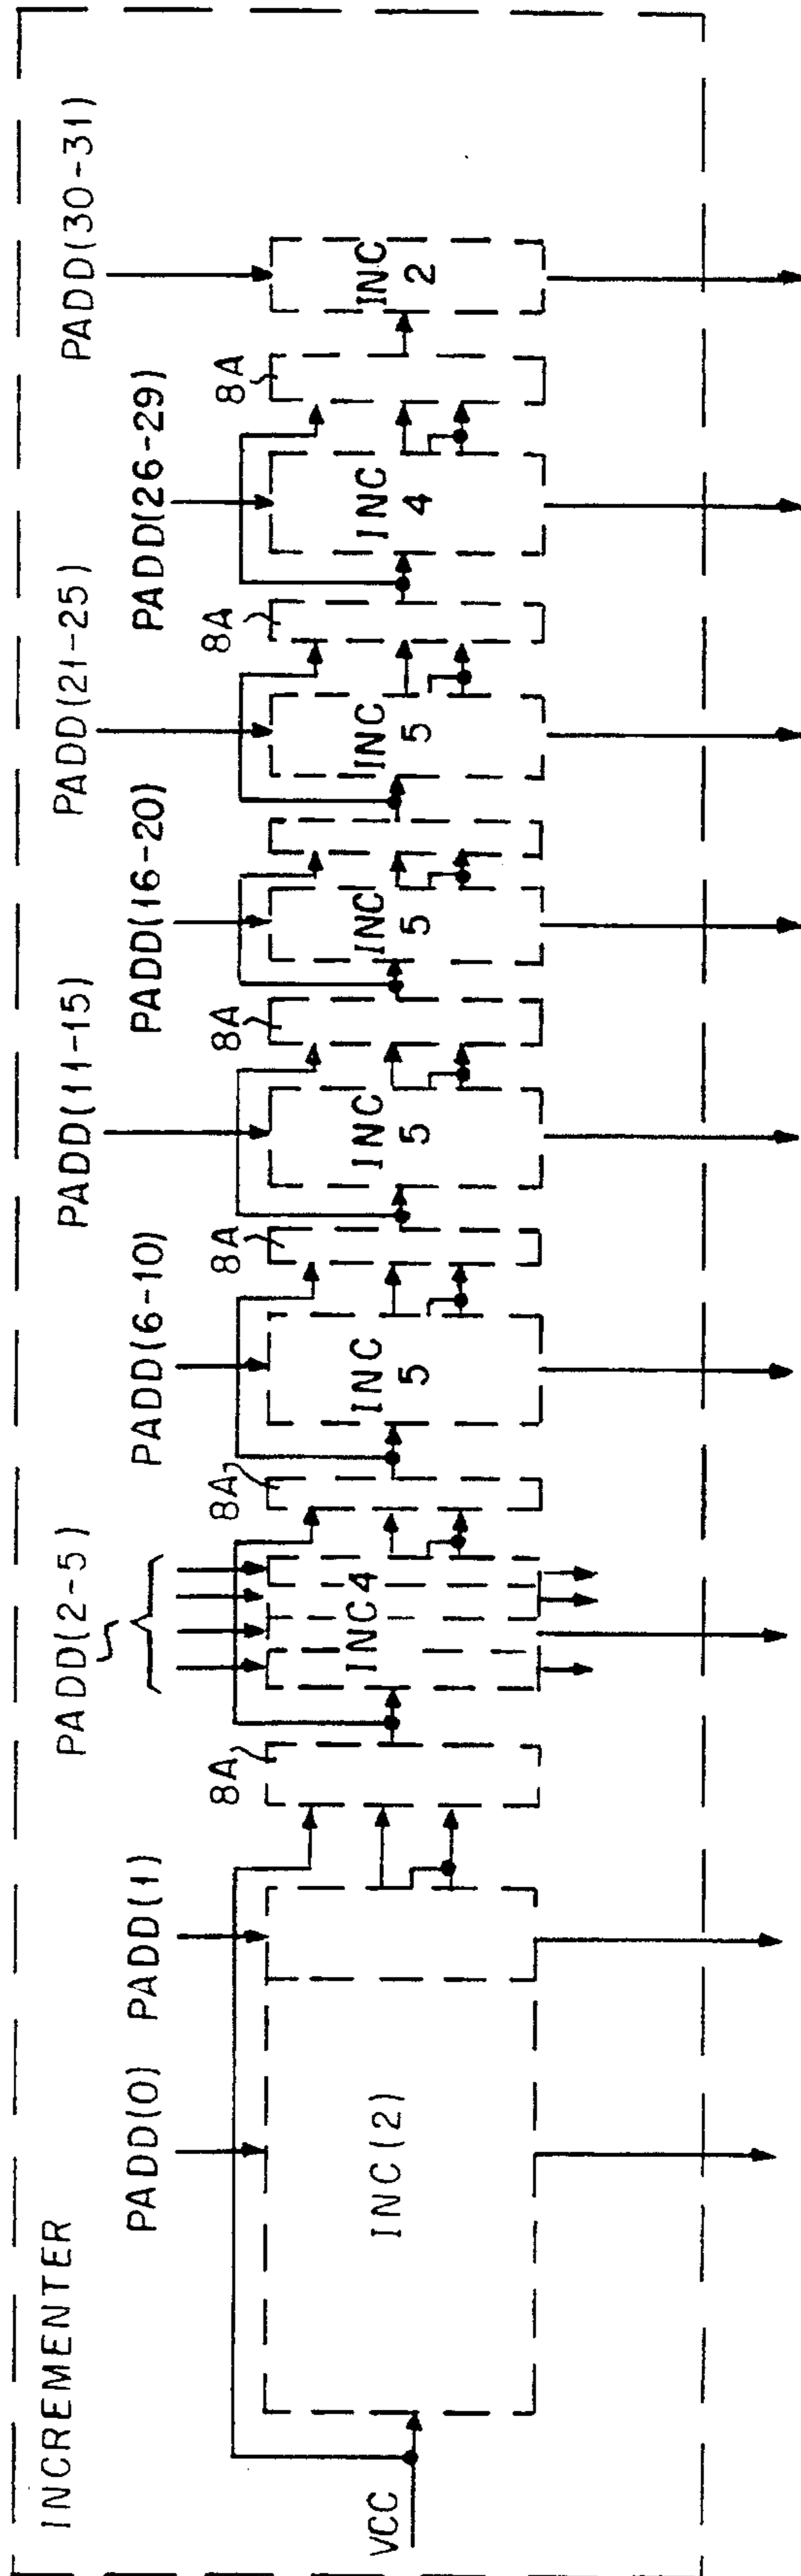 INCREMENTER
VCC
PADD(0)
PADD(1)
PADD(2-5)
PADD(6-10)
PADD(11-15)
PADD(16-20)
PADD(21-25)
PADD(26-29)
PADD(30-31)
INC(2)
8A
INC4
8A
INC
5
8A
INC
5
8A
INC
5
INC
5
8A
INC
4
8A
INC
2